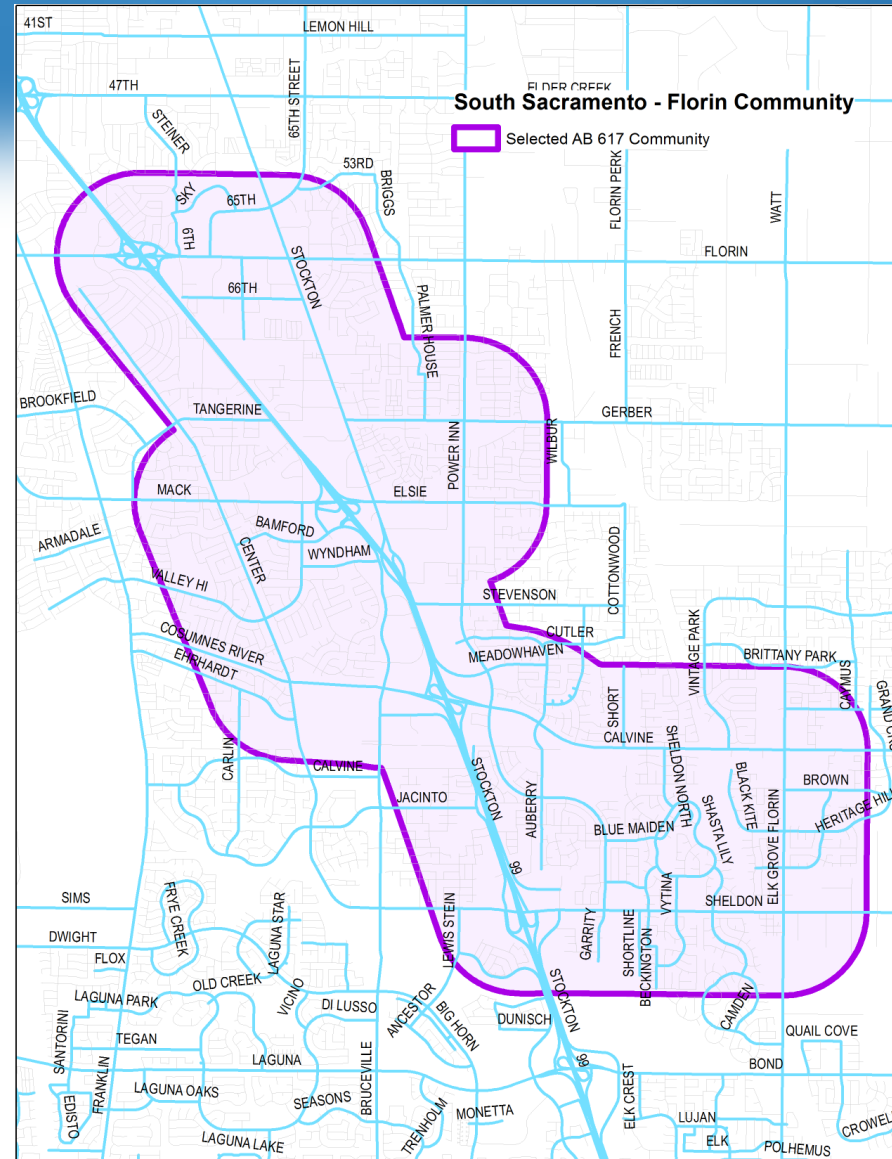 41ST
LEMON HILL
47TH
ELDER CREEK
65TH STREET
South Sacramento - Florin Community
Selected AB 617 Community
STEINER
53RD
BRIGGS
SKY
65TH
6TH
FLORIN PERK
WATT
STOCKTON
FLORIN
66TH
PALMER HOUSE
FRENCH
BROOKFIELD
TANGERINE
GERBER
POWER INN
WILBUR
MACK
ELSIE
BAMFORD
ARMADALE
CENTER
WYNDHAM
COTTONWOOD
VALLEY HI
STEVENSON
CUTLER
COSUMNES RIVER
MEADOWHAVEN
EHRHARDT
VINTAGE PARK
BRITTANY PARK
CAYMUS
SHORT
CALVINE
CARLIN
CALVINE
STOCKTON
SHELDON NORTH
BLACK KITE
BROWN
JACINTO
AUBERRY
BLUE MAIDEN
SHASTA LILY
HERITAGE HILL
ELK GROVE FLORIN
99
VYTINA
SIMS
FRYE CREEK
LAGUNA STAR
LEWIS STEIN
GARRITY
SHORTLINE
BECKINGTON
SHELDON
DWIGHT
FLOX
OLD CREEK
VICINO
STOCKTON
CAMDEN
LAGUNA PARK
DI LUSSO
ANCESTOR
BIG HORN
DUNISCH
SANTORINI
TEGAN
QUAIL COVE
LAGUNA
99
BOND
FRANKLIN
LAGUNA OAKS
BRUCEVILLE
EDISTO
SEASONS
TRENHOLM
MONETTA
ELK CREST
LUJAN
CROWEL
LAGUNA LAKE
ELK
POLHEMUS